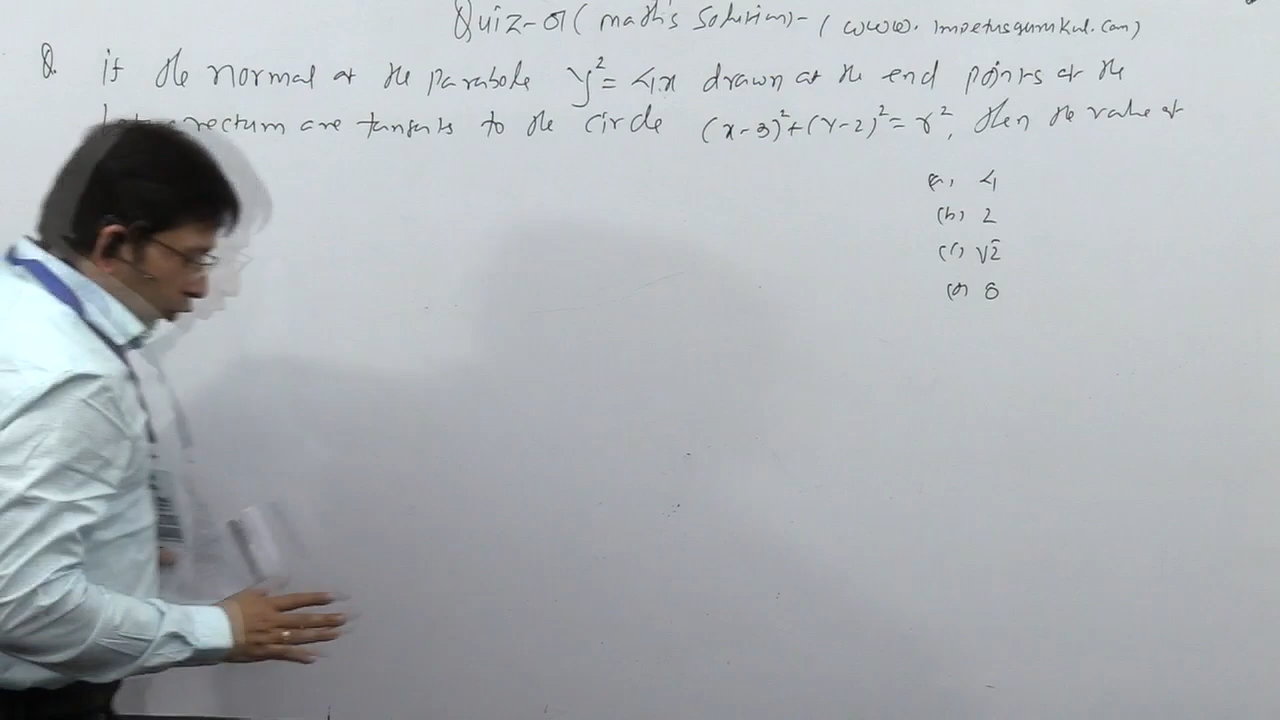 Quiz-01 (maths solution) - (www.impetusgurukul.com)
Q. if the normal of the parabola y² = 4x drawn at the end points of the
rectum are tangents to the circle (x-3)²+(y-2)² = r², then the value of
(a) 4
(b) 2
(c) √2
(d) 8